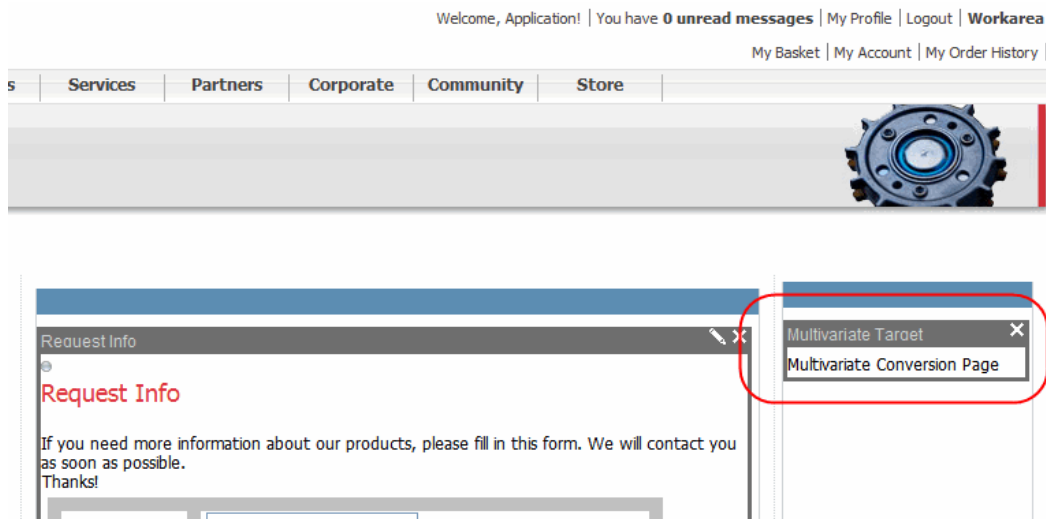 Welcome, Application! | You have 0 unread messages | My Profile | Logout | Workarea
My Basket | My Account | My Order History |
s | Services | Partners | Corporate | Community | Store |
Request Info
Multivariate Target
Multivariate Conversion Page
Request Info
If you need more information about our products, please fill in this form. We will contact you
as soon as possible.
Thanks!